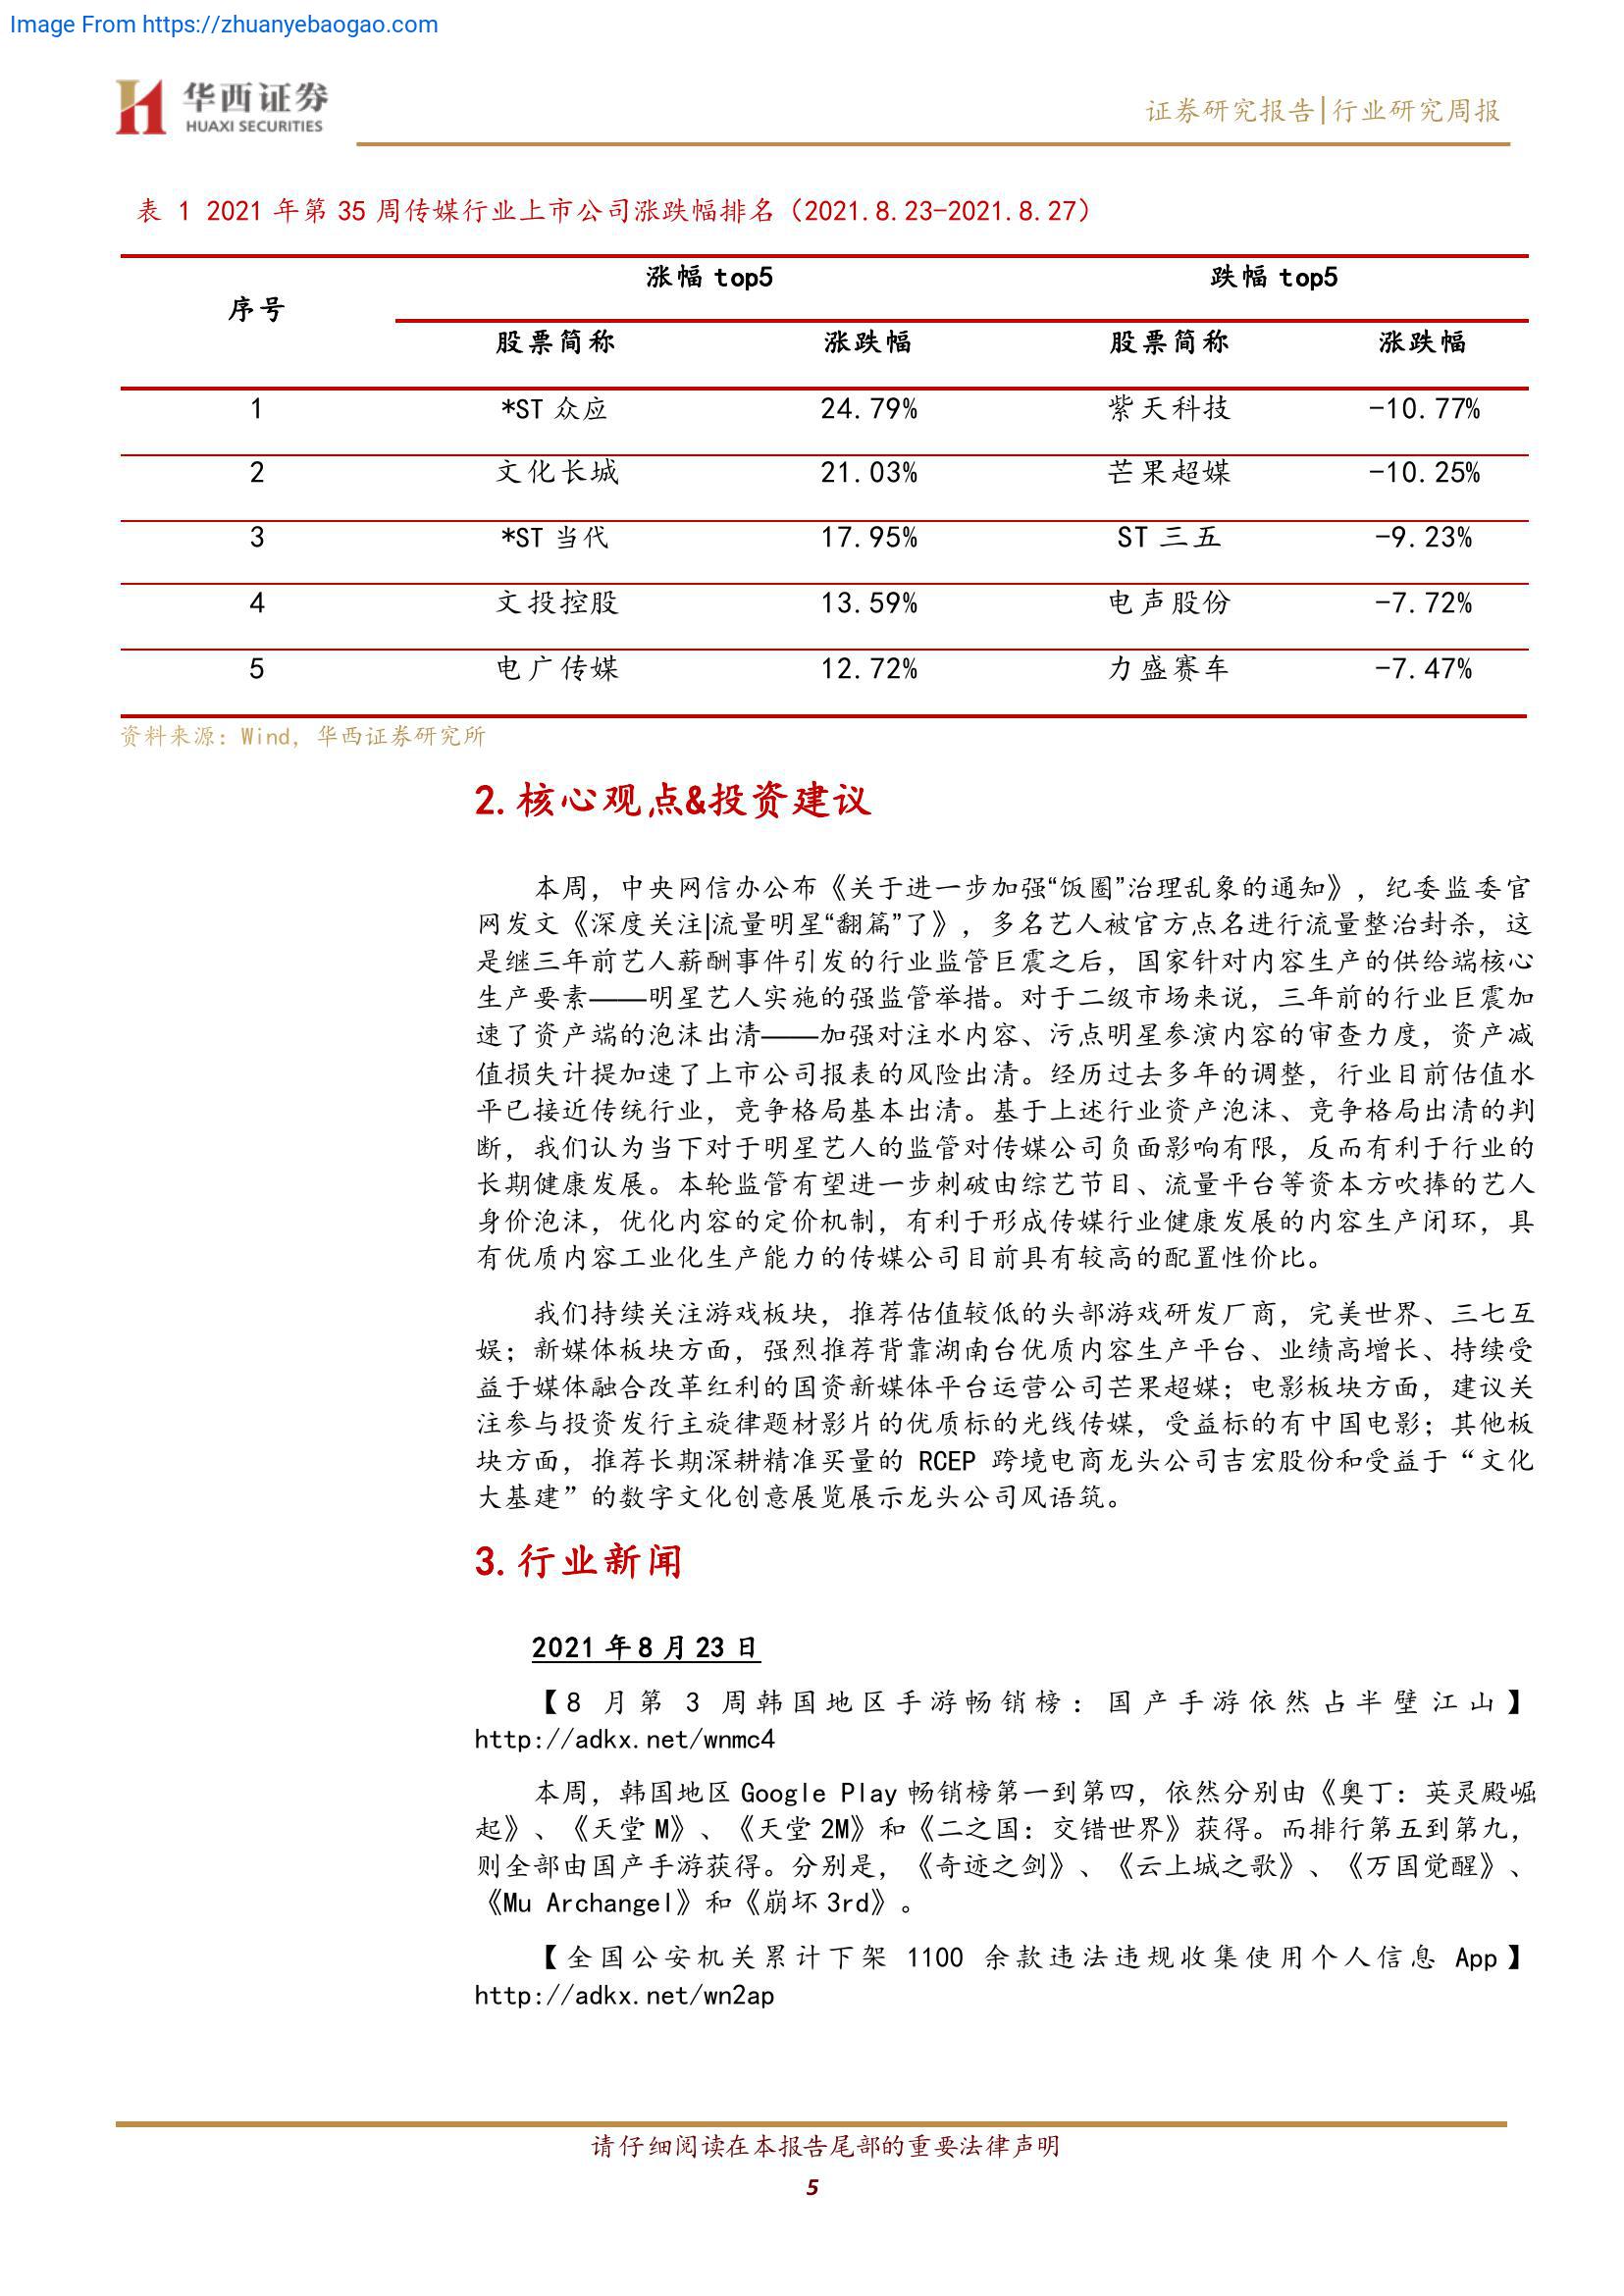 Image From https://zhuanyebaogao.com
华西证券
HUAXI SECURITIES
证券研究报告|行业研究周报
表 1 2021 年第 35 周传媒行业上市公司涨跌幅排名（2021.8.23-2021.8.27）
序号 涨幅 top5 跌幅 top5
股票简称 涨跌幅 股票简称 涨跌幅
1 *ST 众应 24.79% 紫天科技 -10.77%
2 文化长城 21.03% 芒果超媒 -10.25%
3 *ST 当代 17.95% ST 三五 -9.23%
4 文投控股 13.59% 电声股份 -7.72%
5 电广传媒 12.72% 力盛赛车 -7.47%
资料来源：Wind，华西证券研究所
2. 核心观点&投资建议
本周，中央网信办公布《关于进一步加强“饭圈”治理乱象的通知》，纪委监委官
网发文《深度关注|流量明星“翻篇”了》，多名艺人被官方点名进行流量整治封杀，这
是继三年前艺人薪酬事件引发的行业监管巨震之后，国家针对内容生产的供给端核心
生产要素——明星艺人实施的强监管举措。对于二级市场来说，三年前的行业巨震加
速了资产端的泡沫出清——加强对注水内容、污点明星参演内容的审查力度，资产减
值损失计提加速了上市公司报表的风险出清。经历过去多年的调整，行业目前估值水
平已接近传统行业，竞争格局基本出清。基于上述行业资产泡沫、竞争格局出清的判
断，我们认为当下对于明星艺人的监管对传媒公司负面影响有限，反而有利于行业的
长期健康发展。本轮监管有望进一步刺破由综艺节目、流量平台等资本方吹捧的艺人
身价泡沫，优化内容的定价机制，有利于形成传媒行业健康发展的内容生产闭环，具
有优质内容工业化生产能力的传媒公司目前具有较高的配置性价比。
我们持续关注游戏板块，推荐估值较低的头部游戏研发厂商，完美世界、三七互
娱；新媒体板块方面，强烈推荐背靠湖南台优质内容生产平台、业绩高增长、持续受
益于媒体融合改革红利的国资新媒体平台运营公司芒果超媒；电影板块方面，建议关
注参与投资发行主旋律题材影片的优质标的光线传媒，受益标的有中国电影；其他板
块方面，推荐长期深耕精准买量的 RCEP 跨境电商龙头公司吉宏股份和受益于“文化
大基建”的数字文化创意展览展示龙头公司风语筑。
3. 行业新闻
2021 年 8 月 23 日
【8 月第 3 周韩国地区手游畅销榜：国产手游依然占半壁江山】
http://adkx.net/wnmc4
本周，韩国地区 Google Play 畅销榜第一到第四，依然分别由《奥丁：英灵殿崛
起》、《天堂 M》、《天堂 2M》和《二之国：交错世界》获得。而排行第五到第九，
则全部由国产手游获得。分别是，《奇迹之剑》、《云上城之歌》、《万国觉醒》、
《Mu Archangel》和《崩坏 3rd》。
【全国公安机关累计下架 1100 余款违法违规收集使用个人信息 App】
http://adkx.net/wn2ap
请仔细阅读在本报告尾部的重要法律声明
5